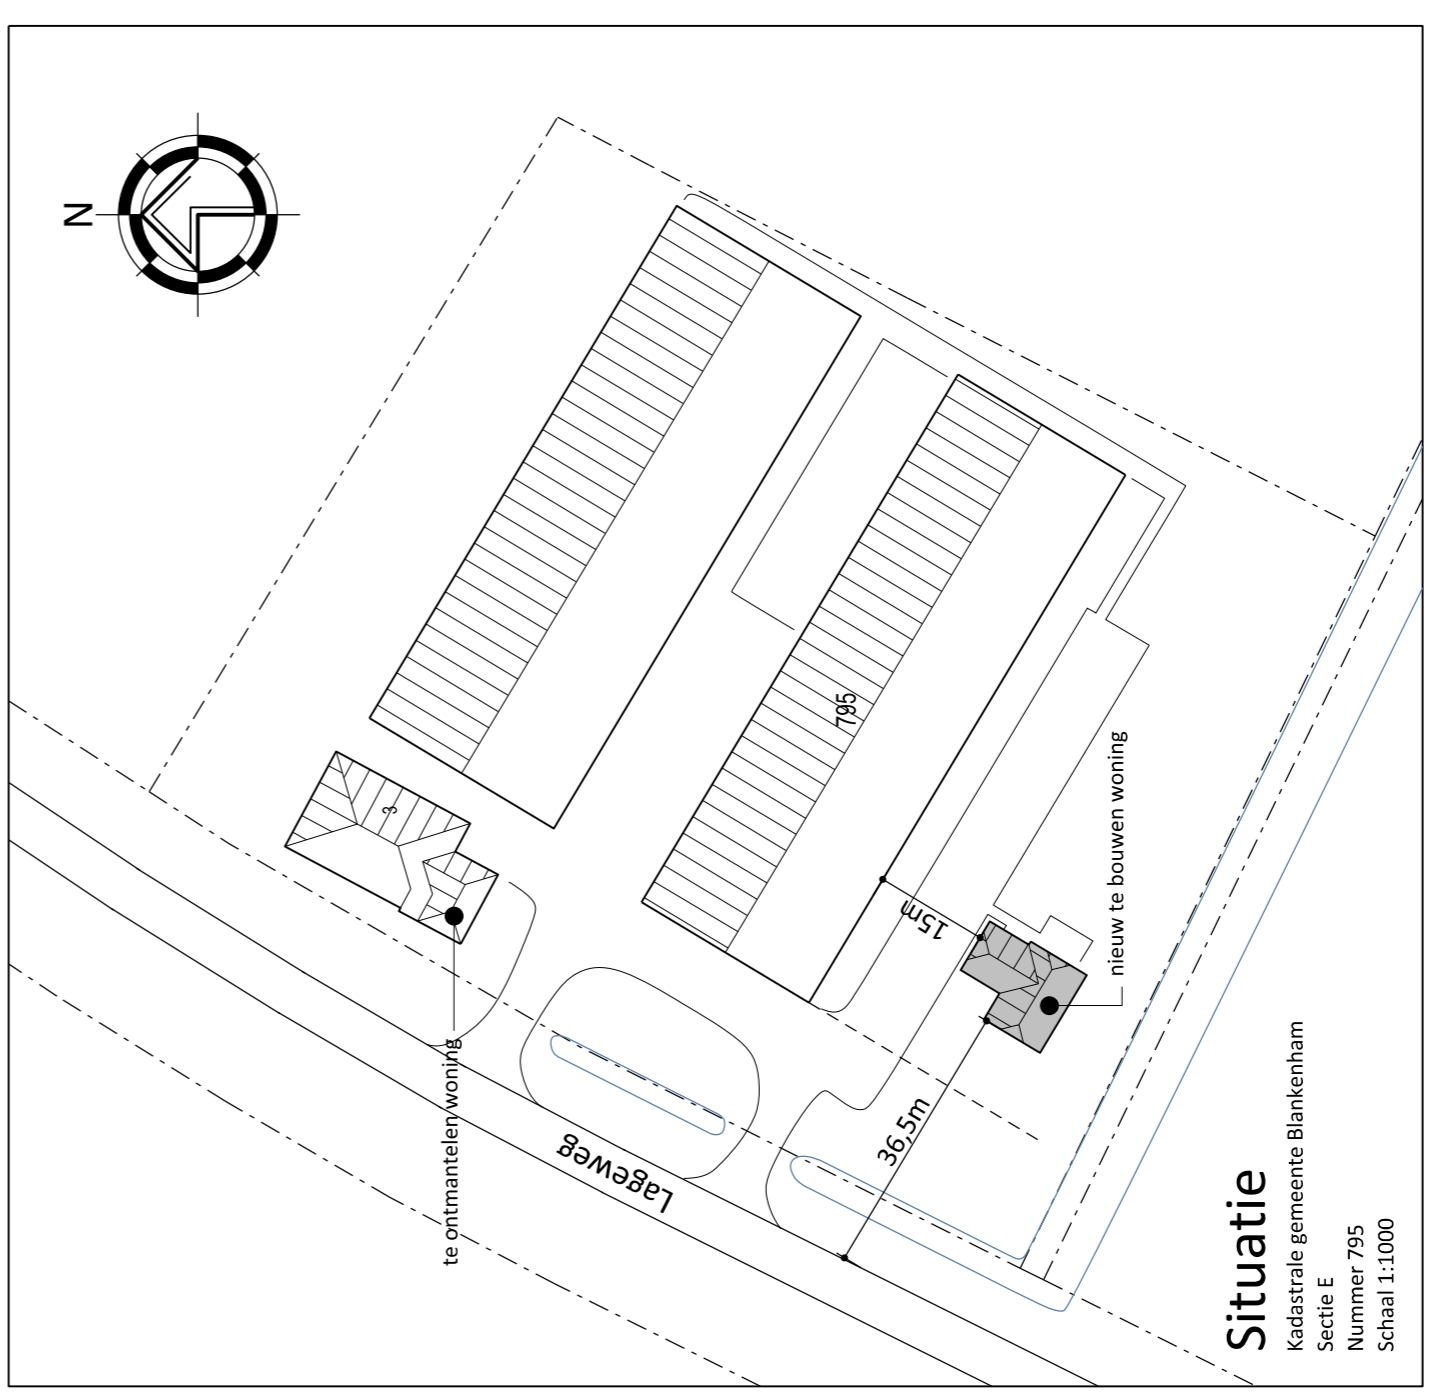 N
3
te ontmantelen woning
795
15m
nieuw te bouwen woning
36,5m
Lageweg
Situatie
Kadastrale gemeente Blankenham
Sectie E
Nummer 795
Schaal 1:1000